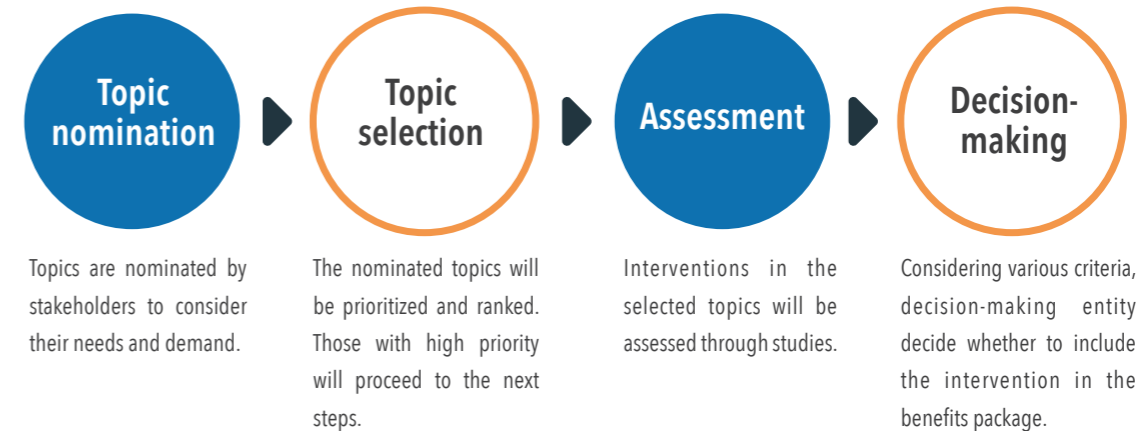 Topic
nomination
Topic
selection
Assessment
Decision-
making
Topics are nominated by
stakeholders to consider
their needs and demand.
The nominated topics will
be prioritized and ranked.
Those with high priority
will proceed to the next
steps.
Interventions in the
selected topics will be
assessed through studies.
Considering various criteria,
decision-making entity
decide whether to include
the intervention in the
benefits package.